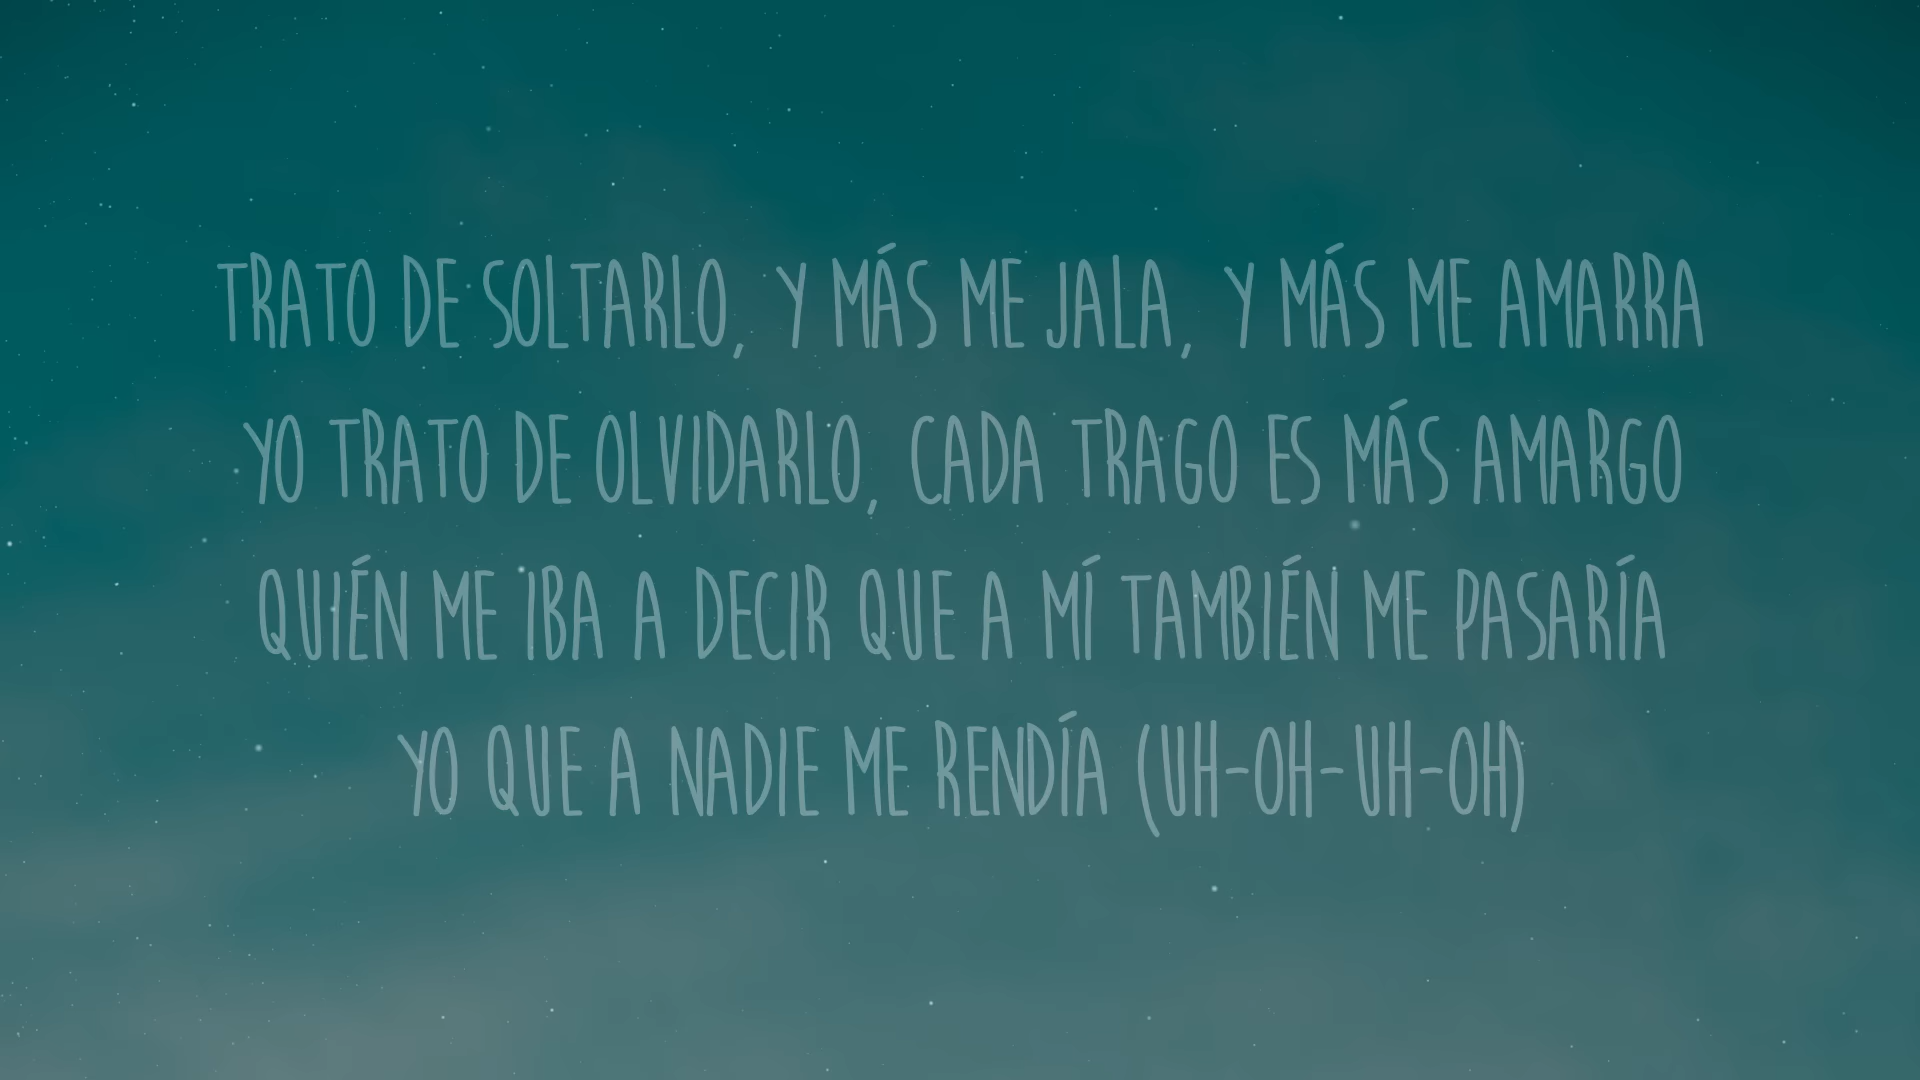 TRATO DE SOLTARLO, Y MÁS ME JALA, Y MÁS ME AMARRA
YO TRATO DE OLVIDARLO, CADA TRAGO ES MÁS AMARGO
QUIÉN ME IBA A DECIR QUE A MÍ TAMBIÉN ME PASARÍA
YO QUE A NADIE ME RENDÍA (UH-OH-UH-OH)